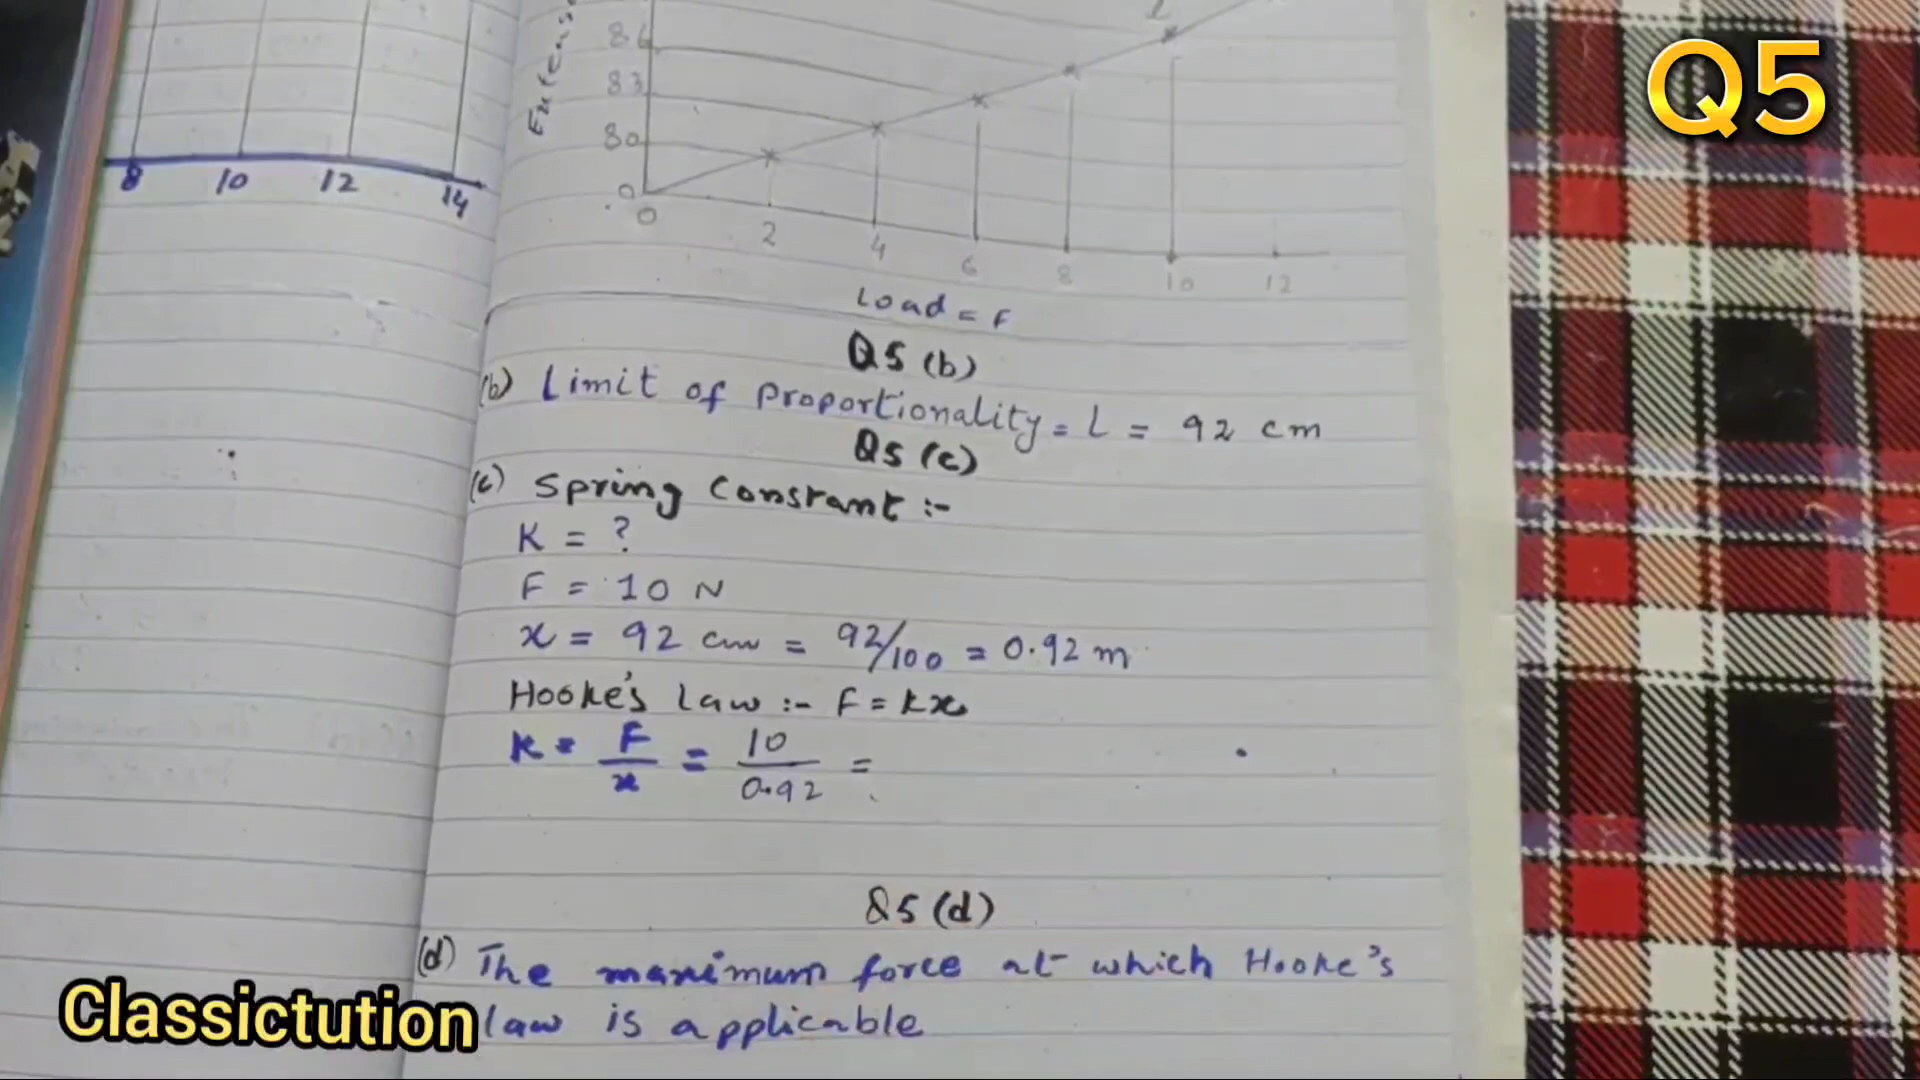 Q5
86
83
80
0
0
2
4
6
8
10
12
8
10
12
14
L
Load = F
Q5 (b)
(b) Limit of proportionality = L = 92 cm
Q5 (c)
(c) Spring Constant :-
K = ?
F = 10 N
x = 92 cm = 92/100 = 0.92 m
Hooke's Law :- F = kx
K = F/x = 10/0.92 =
Q5 (d)
(d) The maximum force at which Hooke's
law is applicable
Classictution